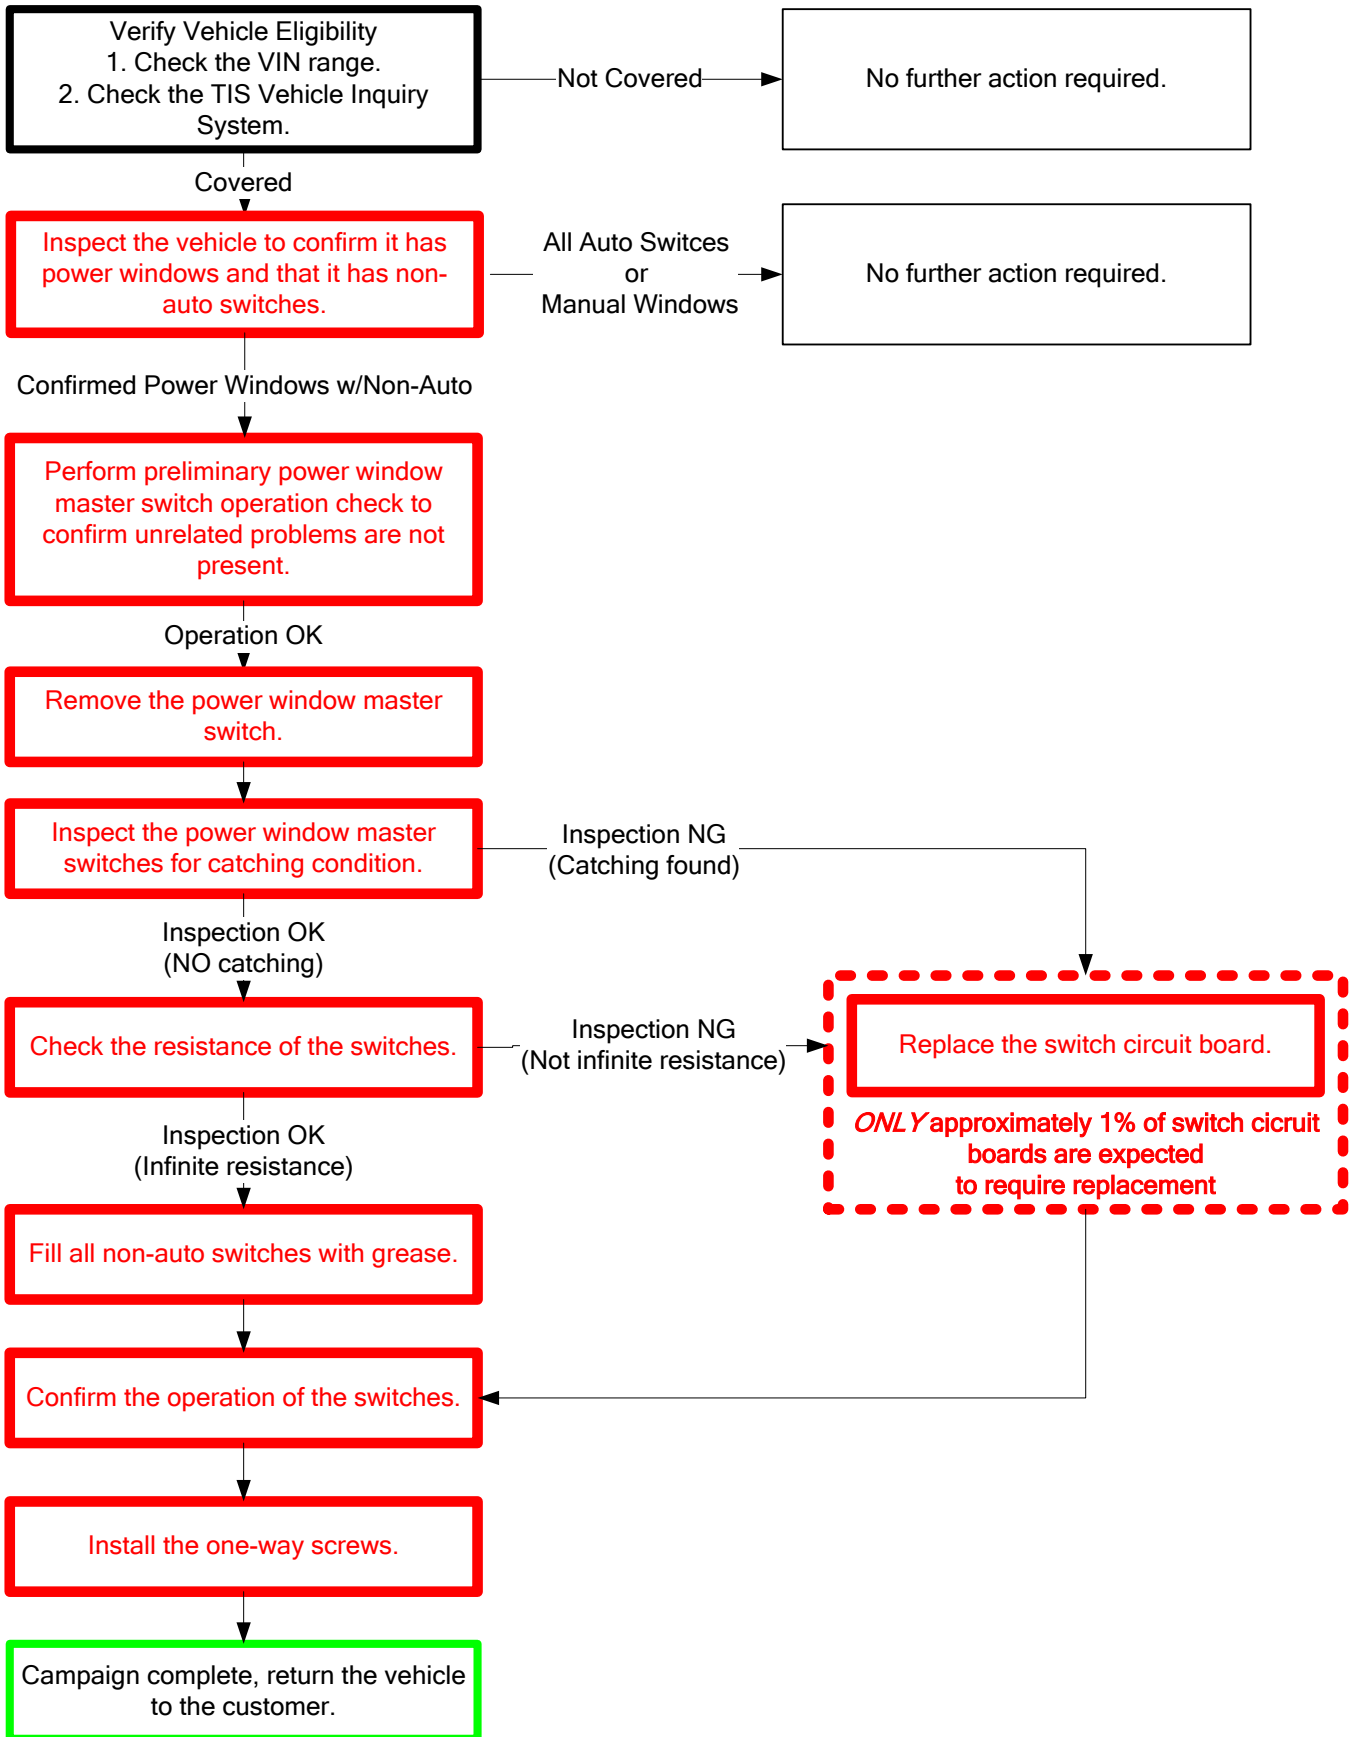 Verify Vehicle Eligibility
1. Check the VIN range.
2. Check the TIS Vehicle Inquiry
System.
Not Covered
No further action required.
Covered
Inspect the vehicle to confirm it has
power windows and that it has non-
auto switches.
All Auto Switces
or
Manual Windows
No further action required.
Confirmed Power Windows w/Non-Auto
Perform preliminary power window
master switch operation check to
confirm unrelated problems are not
present.
Operation OK
Remove the power window master
switch.
Inspect the power window master
switches for catching condition.
Inspection NG
(Catching found)
Inspection OK
(NO catching)
Check the resistance of the switches.
Inspection NG
(Not infinite resistance)
Replace the switch circuit board.
ONLY approximately 1% of switch cicruit
boards are expected
to require replacement
Inspection OK
(Infinite resistance)
Fill all non-auto switches with grease.
Confirm the operation of the switches.
Install the one-way screws.
Campaign complete, return the vehicle
to the customer.